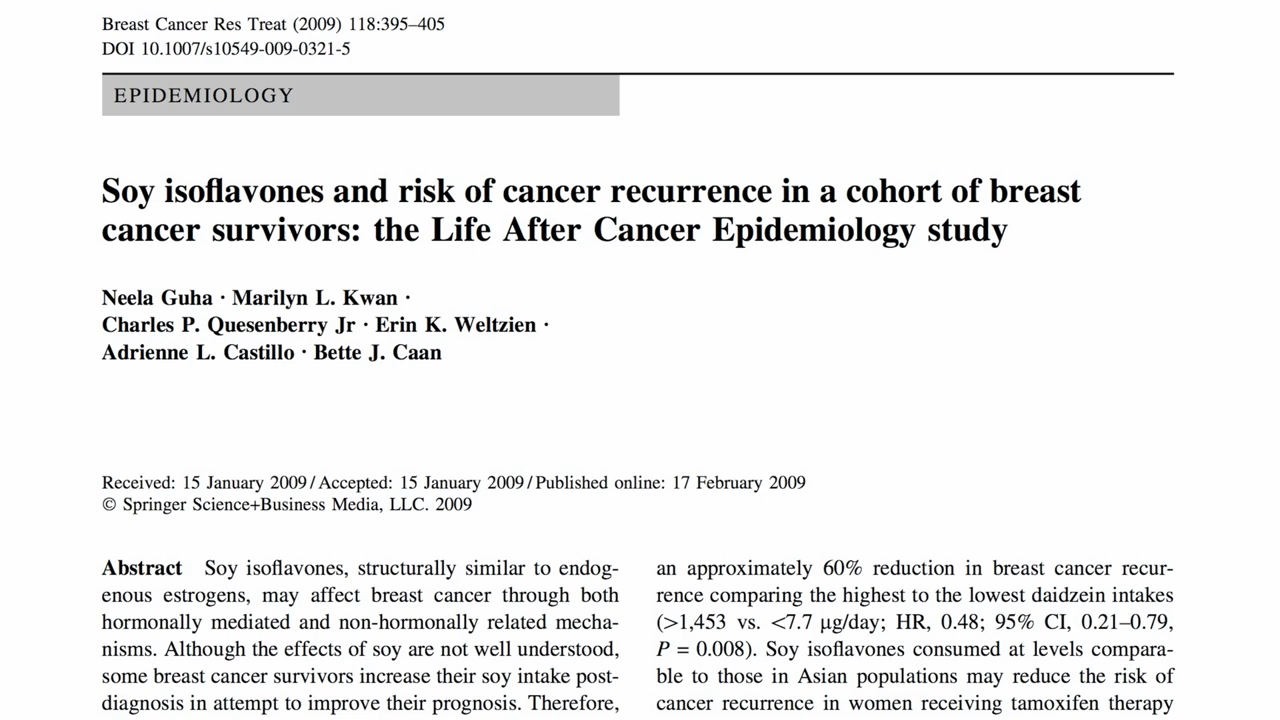 Breast Cancer Res Treat (2009) 118:395–405
DOI 10.1007/s10549-009-0321-5
EPIDEMIOLOGY
Soy isoflavones and risk of cancer recurrence in a cohort of breast
cancer survivors: the Life After Cancer Epidemiology study
Neela Guha · Marilyn L. Kwan ·
Charles P. Quesenberry Jr · Erin K. Weltzien ·
Adrienne L. Castillo · Bette J. Caan
Received: 15 January 2009 / Accepted: 15 January 2009 / Published online: 17 February 2009
© Springer Science+Business Media, LLC. 2009
Abstract Soy isoflavones, structurally similar to endog-
enous estrogens, may affect breast cancer through both
hormonally mediated and non-hormonally related mecha-
nisms. Although the effects of soy are not well understood,
some breast cancer survivors increase their soy intake post-
diagnosis in attempt to improve their prognosis. Therefore,
an approximately 60% reduction in breast cancer recur-
rence comparing the highest to the lowest daidzein intakes
(>1,453 vs. <7.7 μg/day; HR, 0.48; 95% CI, 0.21–0.79,
P = 0.008). Soy isoflavones consumed at levels compara-
ble to those in Asian populations may reduce the risk of
cancer recurrence in women receiving tamoxifen therapy